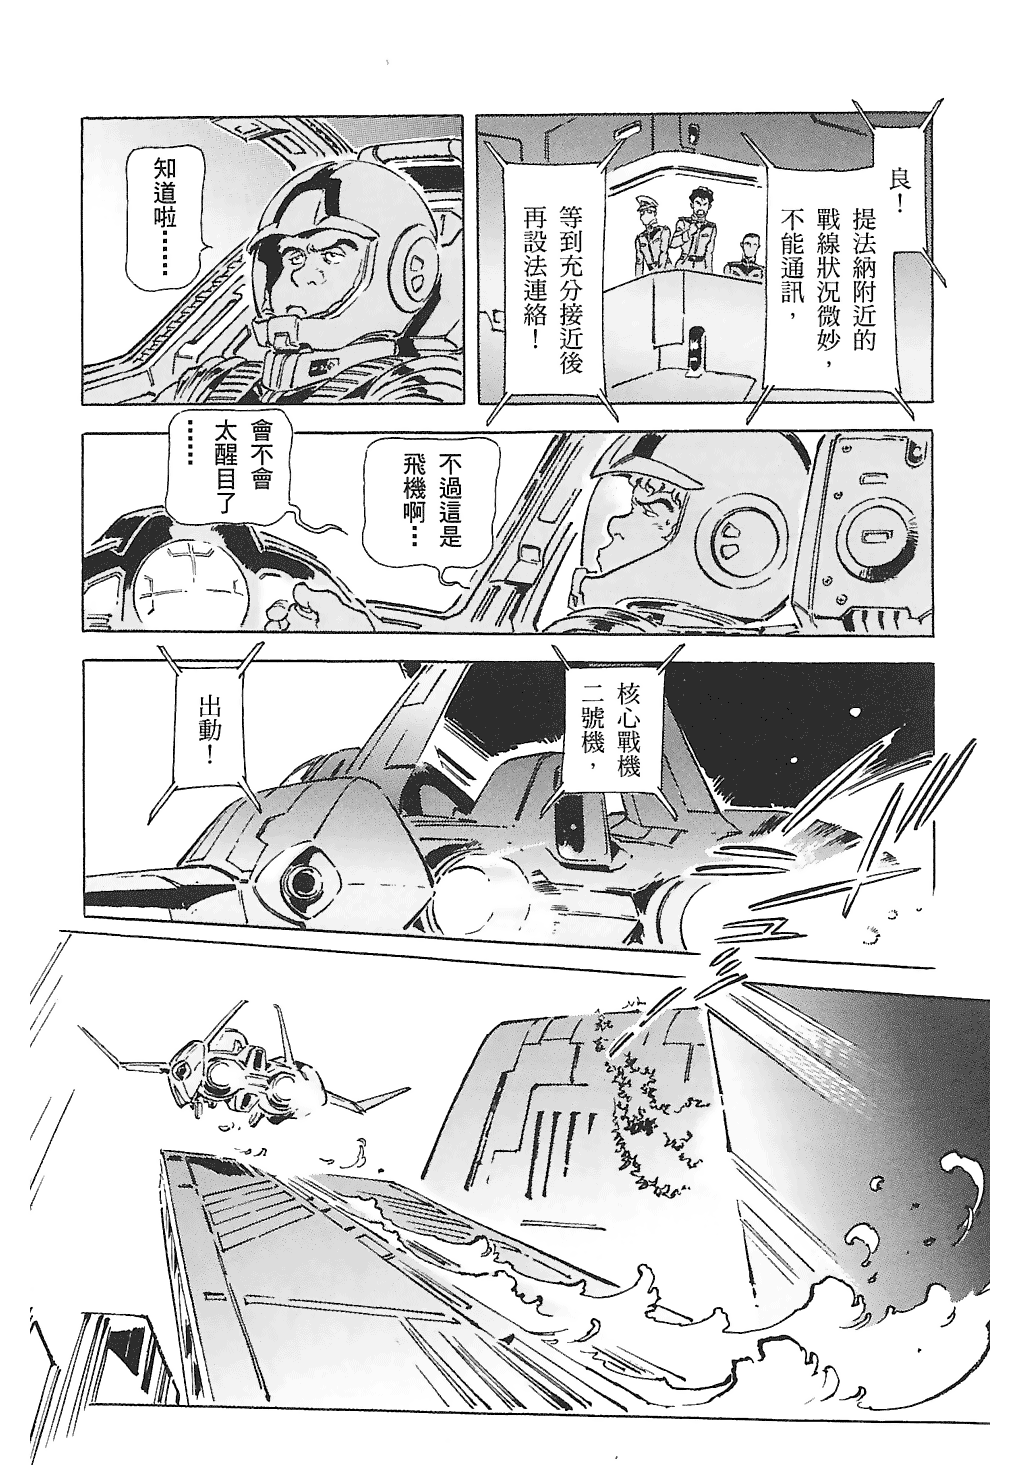 良！
提法納附近的
戰線狀況微妙，
不能通訊，
等到充分接近後
再設法連絡！
知道啦……
不過這是
飛機啊…
會不會
太醒目了
……
核心戰機
二號機，
出動！